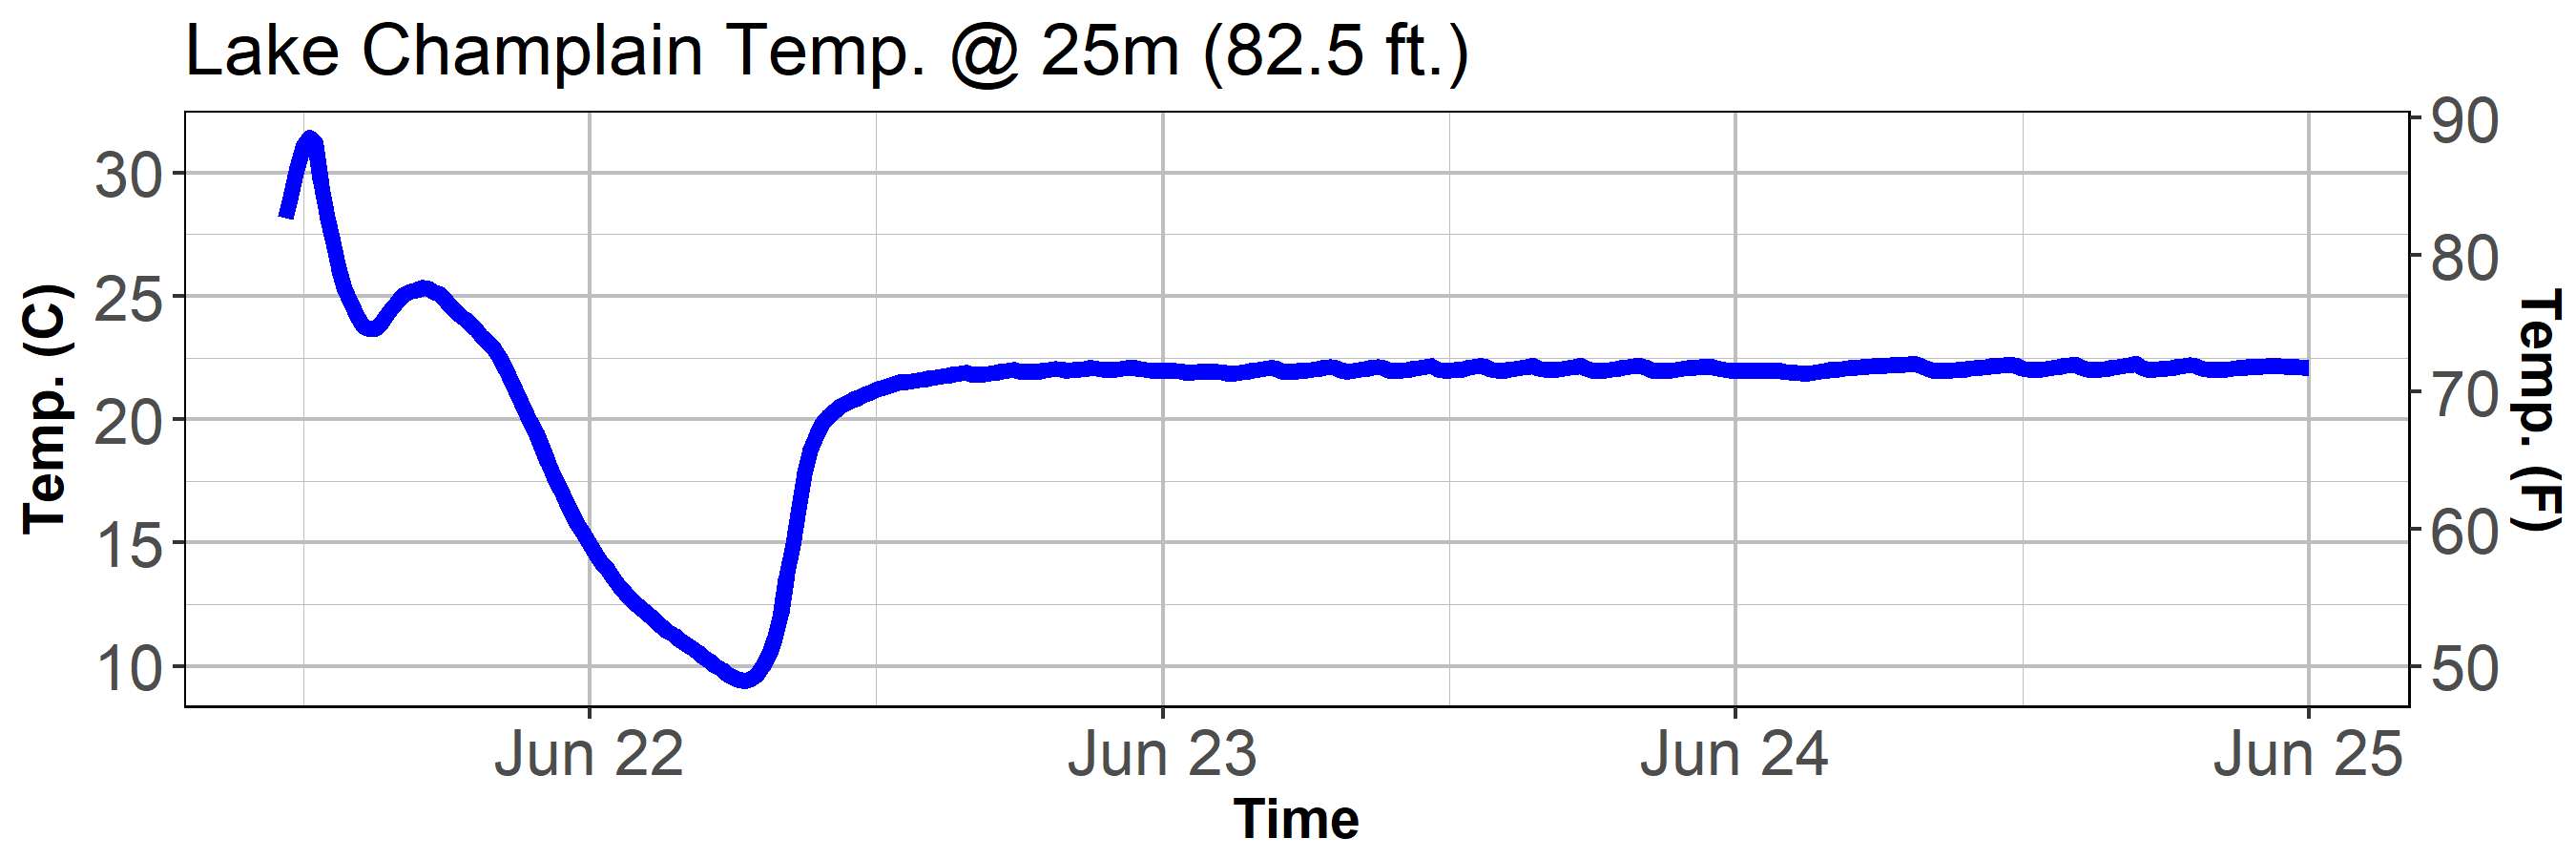 Lake Champlain Temp. @ 25m (82.5 ft.)
Temp. (C)
30
25
20
15
10
90
80
70
60
50
Temp. (F)
Jun 22
Jun 23
Jun 24
Jun 25
Time